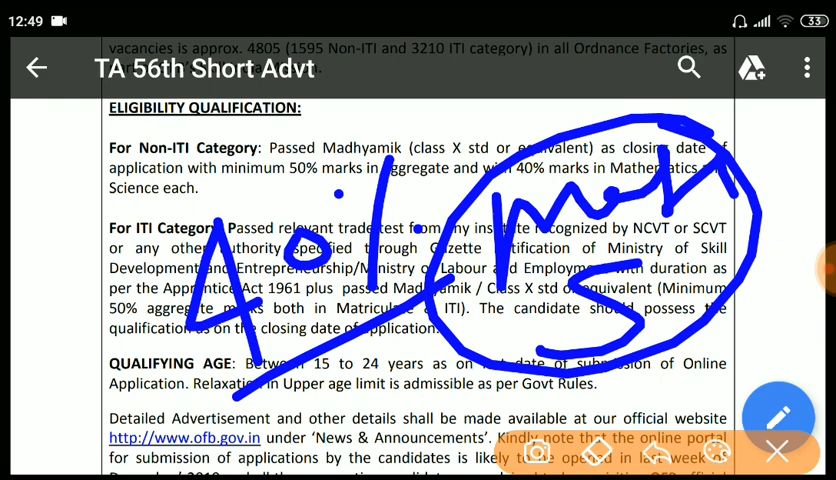 12:49 33
TA 56th Short Advt
vacancies is approx. 4805 (1595 Non-ITI and 3210 ITI category) in all Ordnance Factories, as
ELIGIBILITY QUALIFICATION:
For Non-ITI Category: Passed Madhyamik (class X std or equivalent) as closing date of
application with minimum 50% marks in aggregate and with 40% marks in Mathematics
Science each.
For ITI Category: Passed relevant trade test from any institute recognized by NCVT or SCVT
or any other authority specified through Gazette Notification of Ministry of Skill
Development and Entrepreneurship/Ministry of Labour and Employment with duration as
per the Apprentice Act 1961 plus passed Madhyamik / Class X std or equivalent (Minimum
50% aggregate marks both in Matriculate & ITI). The candidate should possess the
qualification as on the closing date of application.
40% Math
S
QUALIFYING AGE: Between 15 to 24 years as on last date of submission of Online
Application. Relaxation in Upper age limit is admissible as per Govt Rules.
Detailed Advertisement and other details shall be made available at our official website
http://www.ofb.gov.in under 'News & Announcements'. Kindly note that the online portal
for submission of applications by the candidates is likely to be opened in last week of